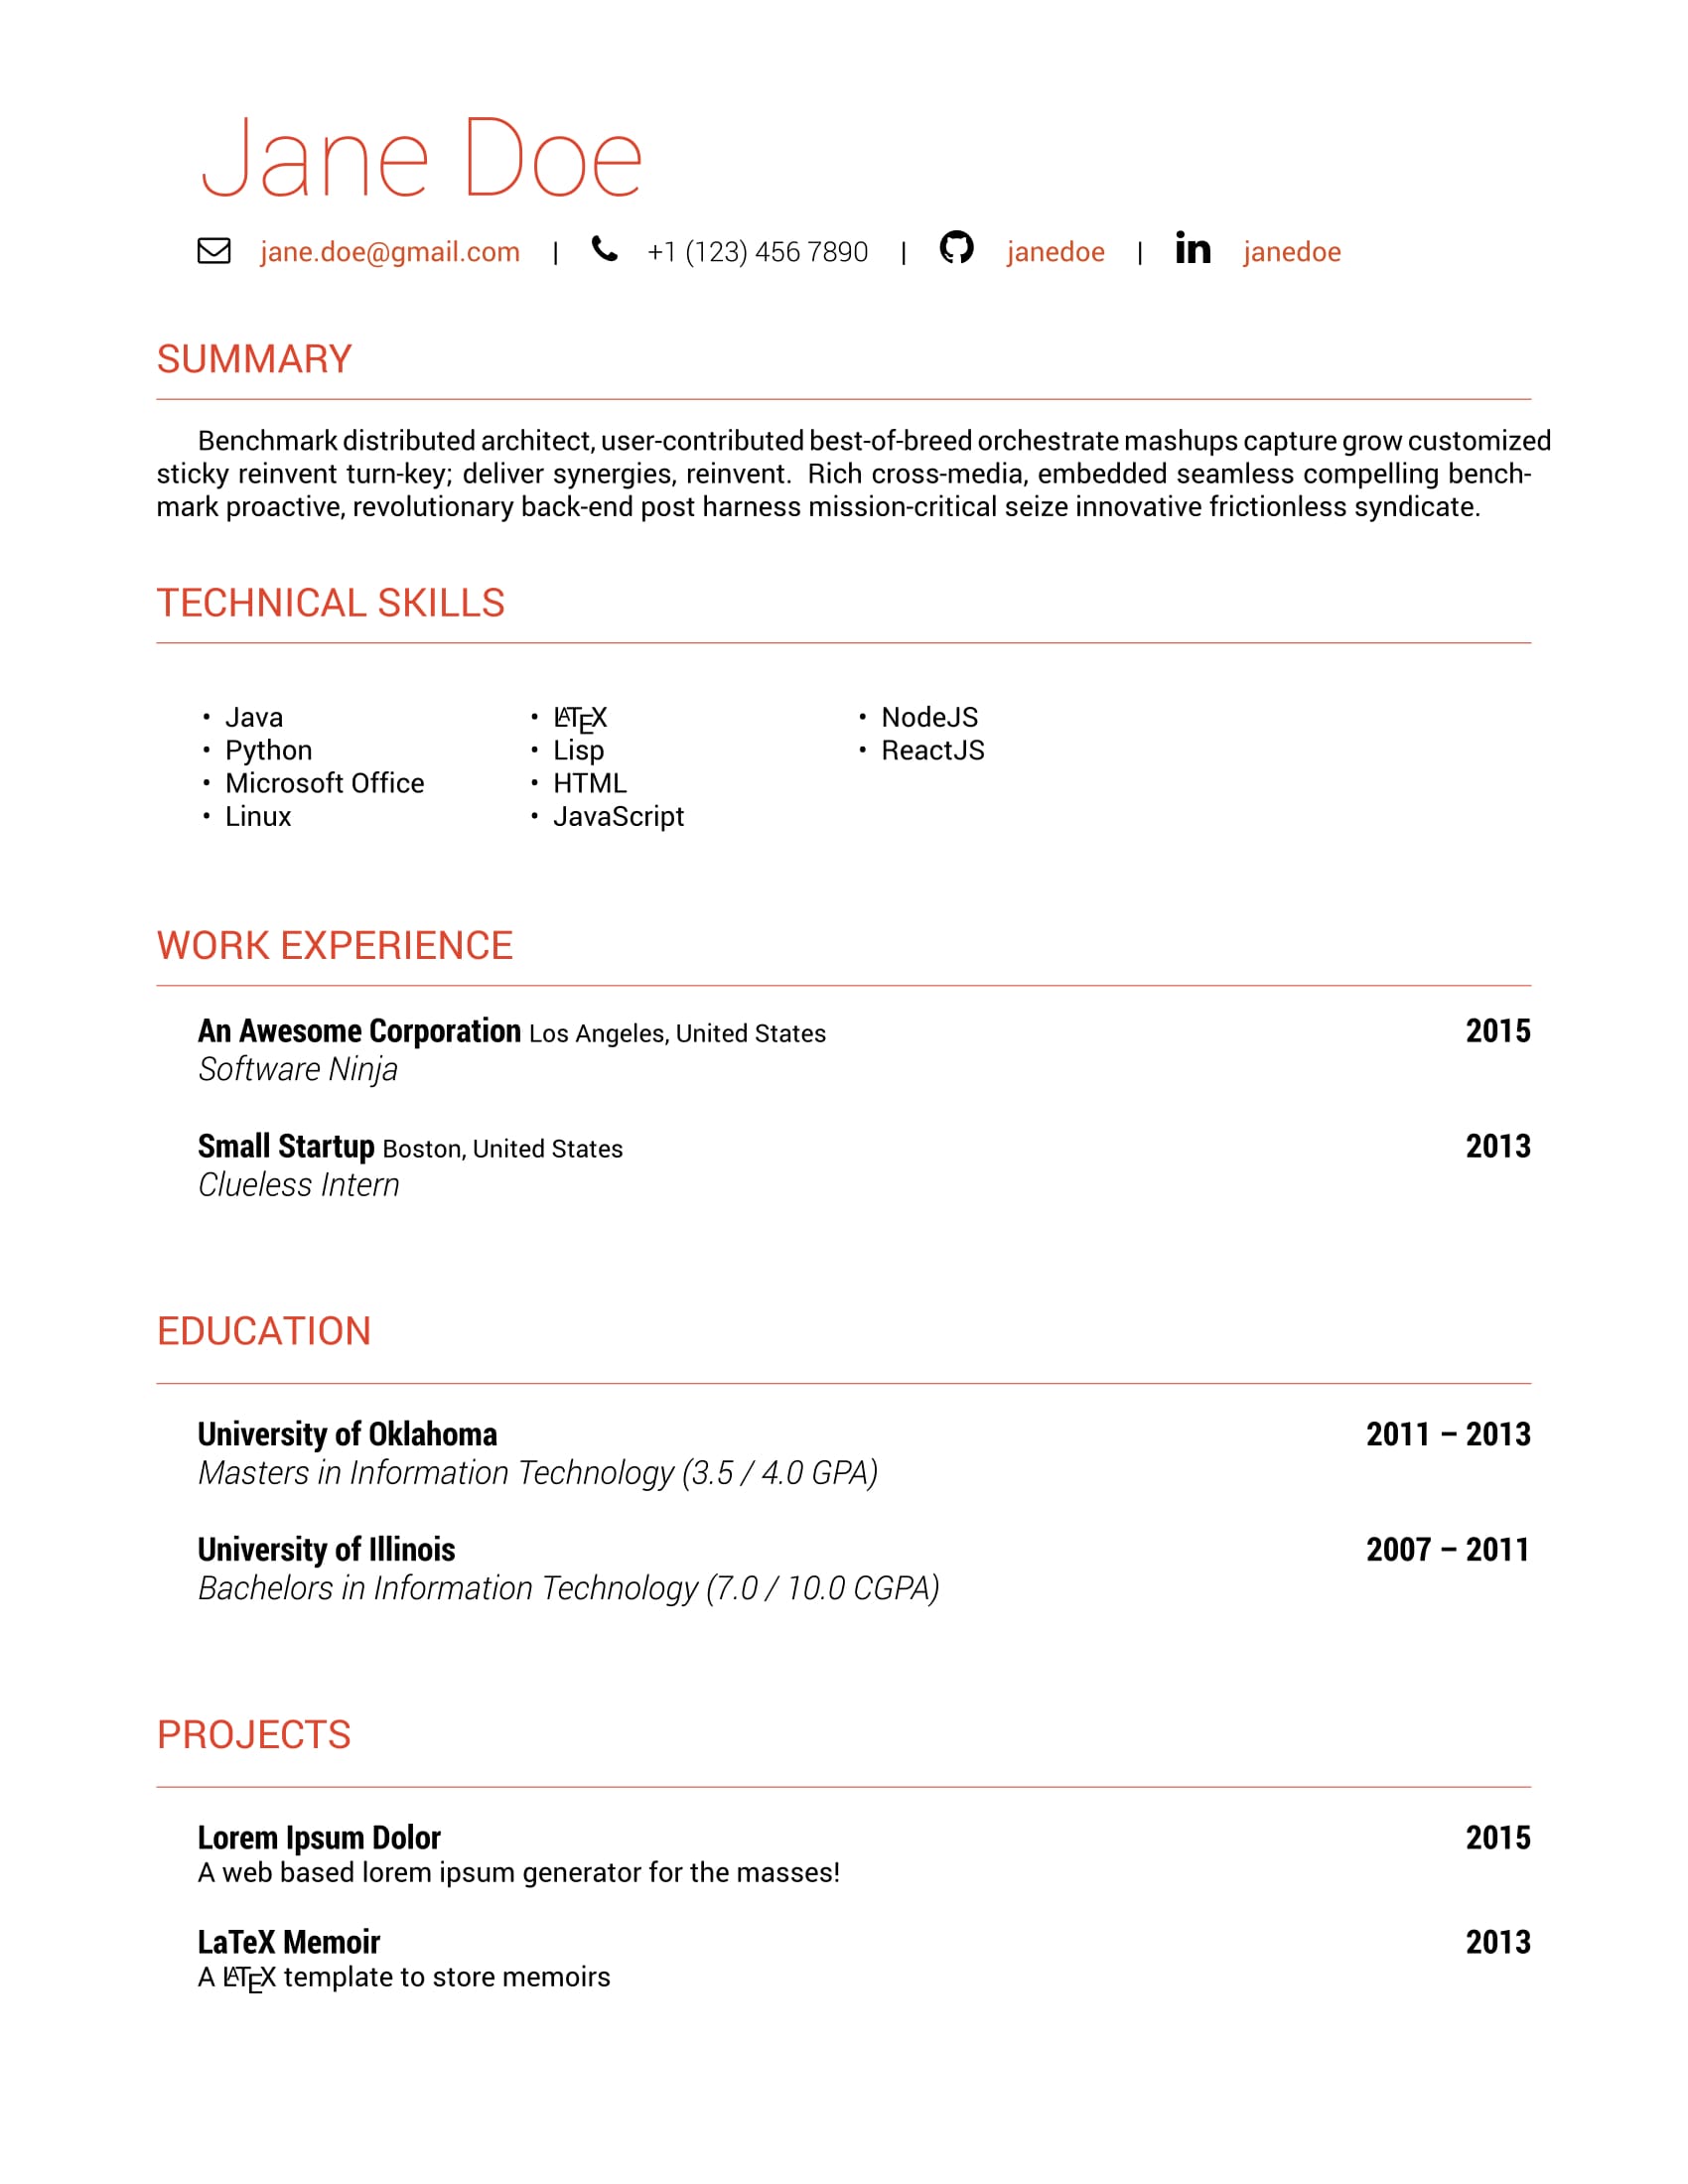 Jane Doe
jane.doe@gmail.com | +1 (123) 456 7890 | janedoe | in janedoe
SUMMARY
Benchmark distributed architect, user-contributed best-of-breed orchestrate mashups capture grow customized
sticky reinvent turn-key; deliver synergies, reinvent. Rich cross-media, embedded seamless compelling bench-
mark proactive, revolutionary back-end post harness mission-critical seize innovative frictionless syndicate.
TECHNICAL SKILLS
• Java
• Python
• Microsoft Office
• Linux
• LATEX
• Lisp
• HTML
• JavaScript
• NodeJS
• ReactJS
WORK EXPERIENCE
An Awesome Corporation Los Angeles, United States 2015
Software Ninja
Small Startup Boston, United States 2013
Clueless Intern
EDUCATION
University of Oklahoma 2011 – 2013
Masters in Information Technology (3.5 / 4.0 GPA)
University of Illinois 2007 – 2011
Bachelors in Information Technology (7.0 / 10.0 CGPA)
PROJECTS
Lorem Ipsum Dolor 2015
A web based lorem ipsum generator for the masses!
LaTeX Memoir 2013
A LATEX template to store memoirs